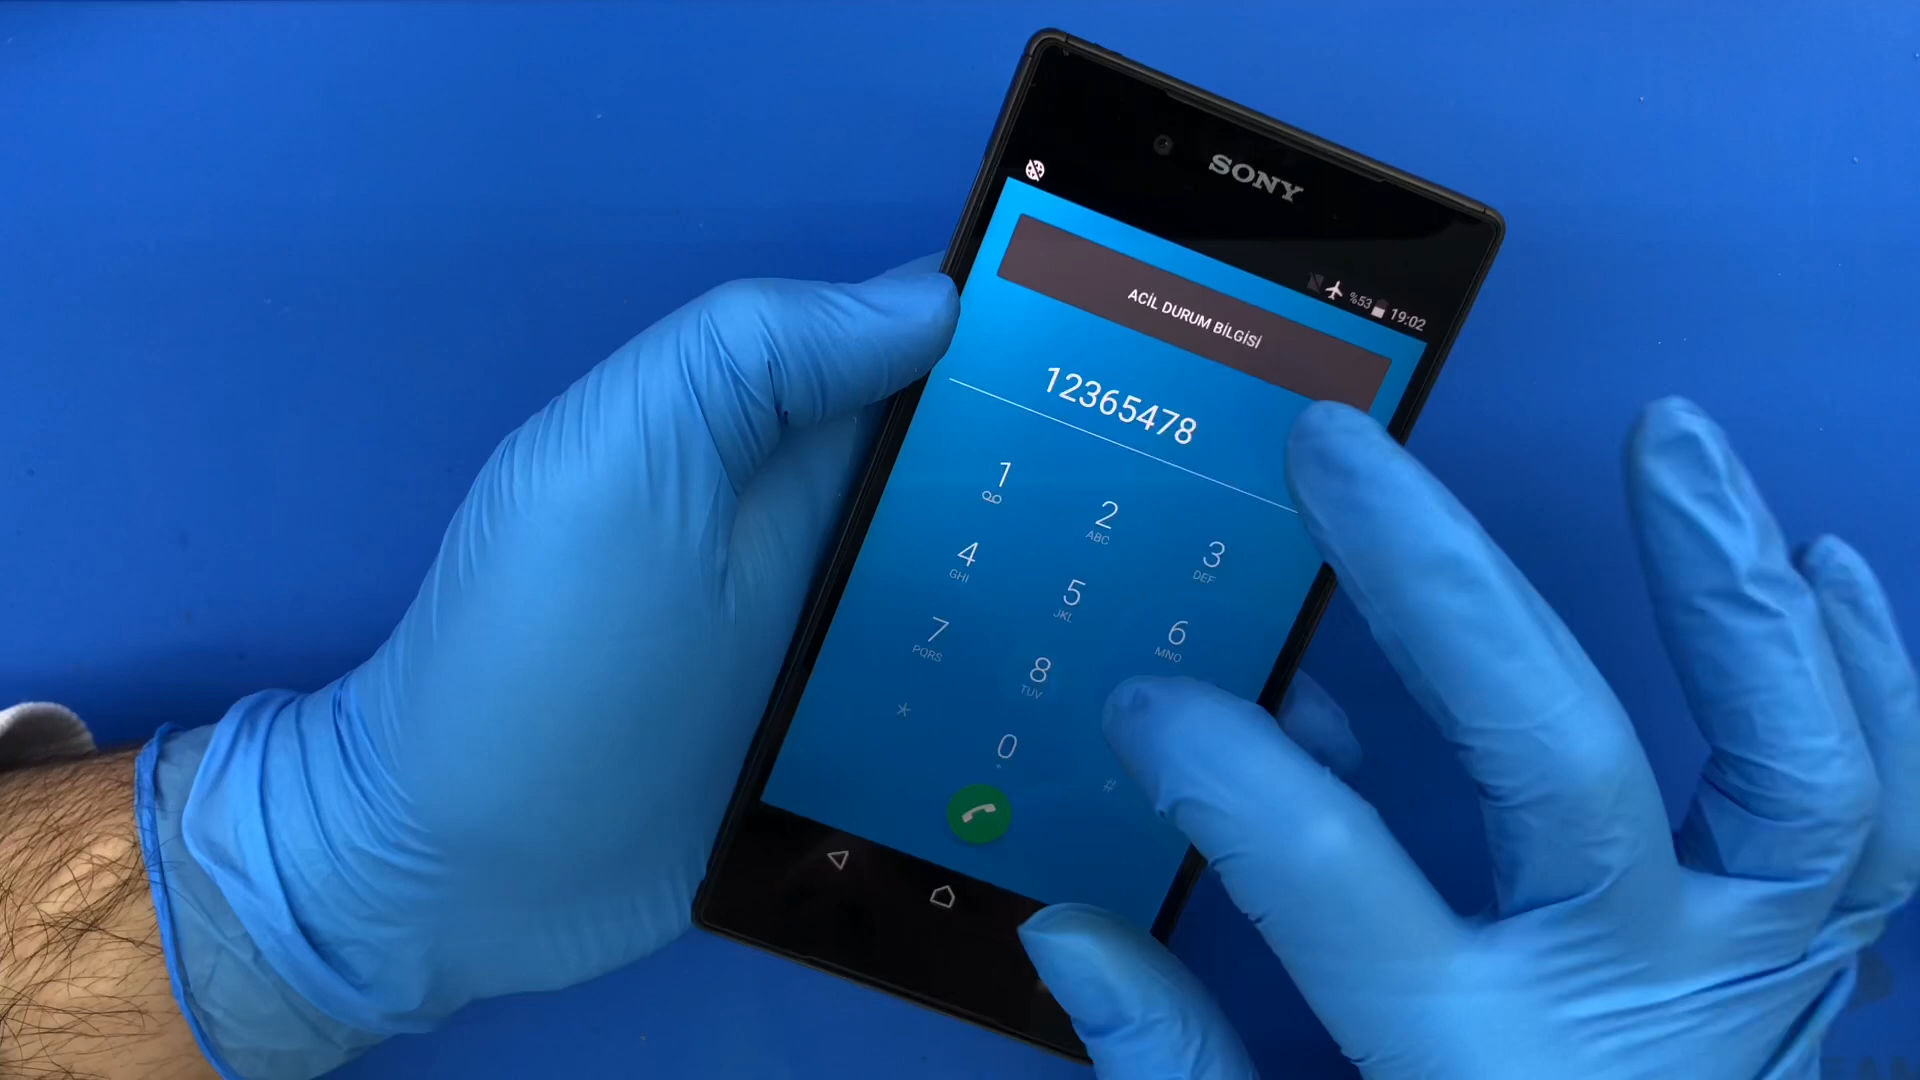 SONY
%53 19:02
ACİL DURUM BİLGİSİ
12365478
1
2
ABC
3
DEF
4
GHI
5
JKL
6
MNO
7
PQRS
8
TUV
*
0
+
#